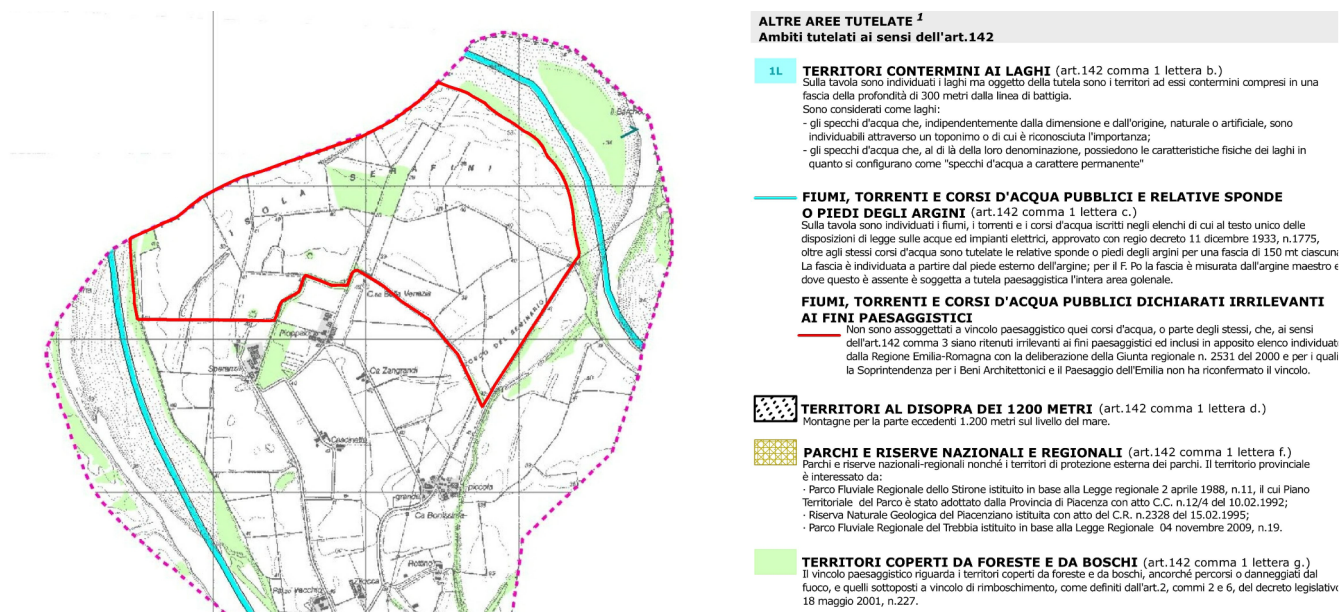 ISOLA SERAFINI
Il Serchio
C.na Bella Venezia
Pioppaccio
Speranza
BOSCO DEL SEMINARIO
Ca Zangrandi
Cascinetta
grande
piccola
Ca Bonissima
Rottino
Palzo Vecchio
ALTRE AREE TUTELATE 1
Ambiti tutelati ai sensi dell'art.142
1L TERRITORI CONTERMINI AI LAGHI (art.142 comma 1 lettera b.)
Sulla tavola sono individuati i laghi ma oggetto della tutela sono i territori ad essi contermini compresi in una
fascia della profondità di 300 metri dalla linea di battigia.
Sono considerati come laghi:
- gli specchi d'acqua che, indipendentemente dalla dimensione e dall'origine, naturale o artificiale, sono
individuabili attraverso un toponimo o di cui è riconosciuta l'importanza;
- gli specchi d'acqua che, al di là della loro denominazione, possiedono le caratteristiche fisiche dei laghi in
quanto si configurano come "specchi d'acqua a carattere permanente"
FIUMI, TORRENTI E CORSI D'ACQUA PUBBLICI E RELATIVE SPONDE
O PIEDI DEGLI ARGINI (art.142 comma 1 lettera c.)
Sulla tavola sono individuati i fiumi, i torrenti e i corsi d'acqua iscritti negli elenchi di cui al testo unico delle
disposizioni di legge sulle acque ed impianti elettrici, approvato con regio decreto 11 dicembre 1933, n.1775,
oltre agli stessi corsi d'acqua sono tutelate le relative sponde o piedi degli argini per una fascia di 150 mt ciascuna
La fascia è individuata a partire dal piede esterno dell'argine; per il F. Po la fascia è misurata dall'argine maestro e
dove questo è assente è soggetta a tutela paesaggistica l'intera area golenale.
FIUMI, TORRENTI E CORSI D'ACQUA PUBBLICI DICHIARATI IRRILEVANTI
AI FINI PAESAGGISTICI
Non sono assoggettati a vincolo paesaggistico quei corsi d'acqua, o parte degli stessi, che, ai sensi
dell'art.142 comma 3 siano ritenuti irrilevanti ai fini paesaggistici ed inclusi in apposito elenco individuato
dalla Regione Emilia-Romagna con la deliberazione della Giunta regionale n. 2531 del 2000 e per i quali
la Soprintendenza per i Beni Architettonici e il Paesaggio dell'Emilia non ha riconfermato il vincolo.
TERRITORI AL DISOPRA DEI 1200 METRI (art.142 comma 1 lettera d.)
Montagne per la parte eccedenti 1.200 metri sul livello del mare.
PARCHI E RISERVE NAZIONALI E REGIONALI (art.142 comma 1 lettera f.)
Parchi e riserve nazionali-regionali nonché i territori di protezione esterna dei parchi. Il territorio provinciale
è interessato da:
· Parco Fluviale Regionale dello Stirone istituito in base alla Legge regionale 2 aprile 1988, n.11, il cui Piano
Territoriale del Parco è stato adottato dalla Provincia di Piacenza con atto C.C. n.12/4 del 10.02.1992;
· Riserva Naturale Geologica del Piacenziano istituita con atto del C.R. n.2328 del 15.02.1995;
· Parco Fluviale Regionale del Trebbia istituito in base alla Legge Regionale 04 novembre 2009, n.19.
TERRITORI COPERTI DA FORESTE E DA BOSCHI (art.142 comma 1 lettera g.)
Il vincolo paesaggistico riguarda i territori coperti da foreste e da boschi, ancorché percorsi o danneggiati dal
fuoco, e quelli sottoposti a vincolo di rimboschimento, come definiti dall'art.2, commi 2 e 6, del decreto legislativo
18 maggio 2001, n.227.